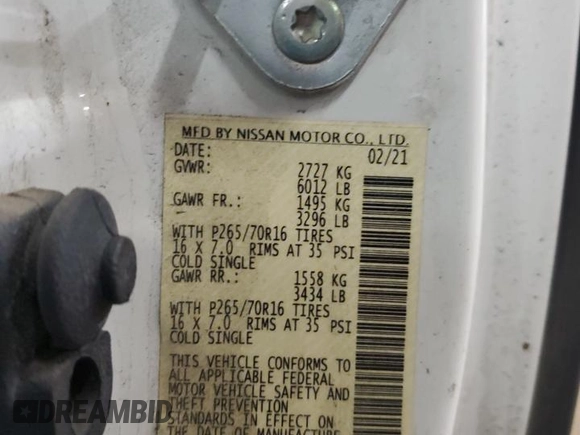 MFD BY NISSAN MOTOR CO., LTD.
DATE: 02/21
GVWR: 2727 KG
6012 LB
GAWR FR.: 1495 KG
3296 LB
WITH P265/70R16 TIRES
16 X 7.0 RIMS AT 35 PSI
COLD SINGLE
GAWR RR.: 1558 KG
3434 LB
WITH P265/70R16 TIRES
16 X 7.0 RIMS AT 35 PSI
COLD SINGLE
THIS VEHICLE CONFORMS TO
ALL APPLICABLE FEDERAL
MOTOR VEHICLE SAFETY AND
THEFT PREVENTION
STANDARDS IN EFFECT ON
THE DATE OF
DREAMBID